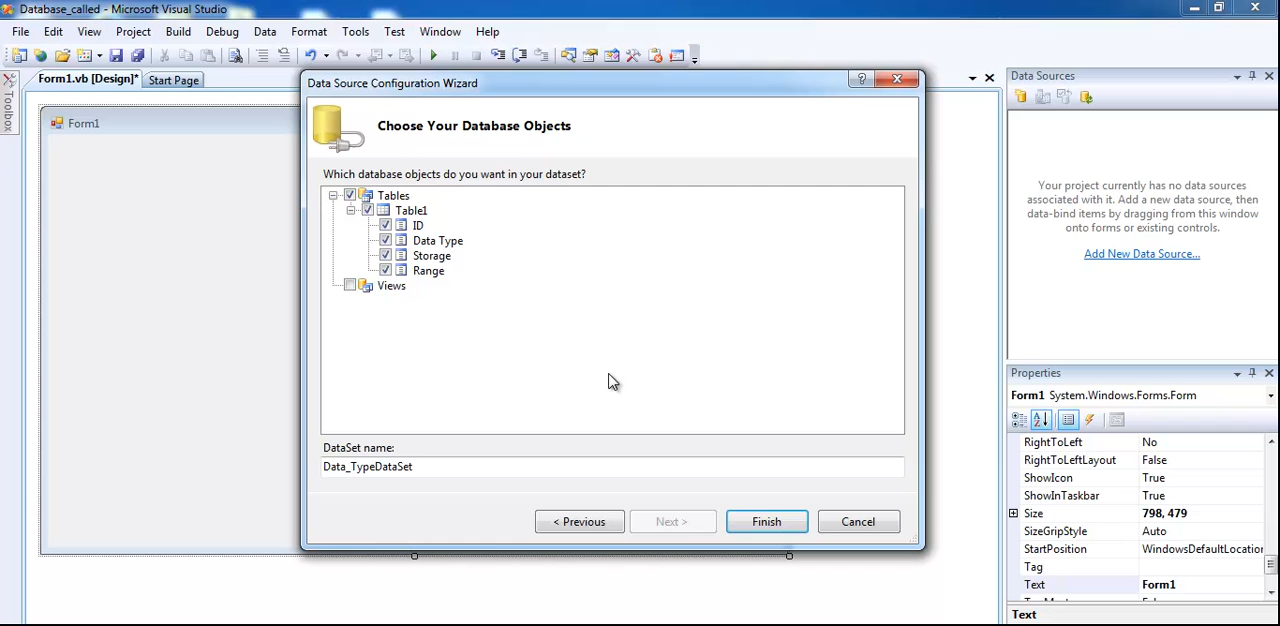 Database_called - Microsoft Visual Studio
File Edit View Project Build Debug Data Format Tools Test Window Help
Form1.vb [Design]* Start Page
Toolbox
Form1
Data Source Configuration Wizard
Choose Your Database Objects
Which database objects do you want in your dataset?
Tables
Table1
ID
Data Type
Storage
Range
Views
DataSet name:
Data_TypeDataSet
< Previous Next > Finish Cancel
Data Sources
Your project currently has no data sources
associated with it. Add a new data source, then
data-bind items by dragging from this window
onto forms or existing controls.
Add New Data Source...
Properties
Form1 System.Windows.Forms.Form
RightToLeft No
RightToLeftLayout False
ShowIcon True
ShowInTaskbar True
Size 798, 479
SizeGripStyle Auto
StartPosition WindowsDefaultLocation
Tag
Text Form1
Text